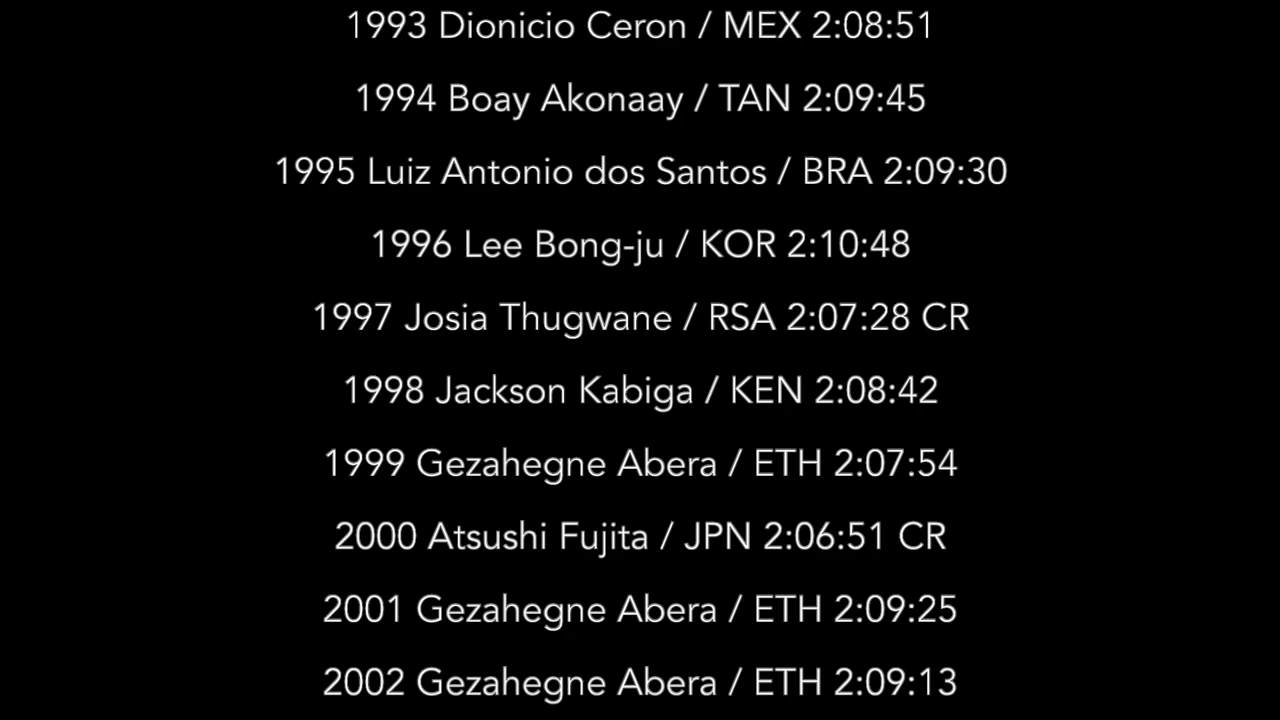 1993 Dionicio Ceron / MEX 2:08:51
1994 Boay Akonaay / TAN 2:09:45
1995 Luiz Antonio dos Santos / BRA 2:09:30
1996 Lee Bong-ju / KOR 2:10:48
1997 Josia Thugwane / RSA 2:07:28 CR
1998 Jackson Kabiga / KEN 2:08:42
1999 Gezahegne Abera / ETH 2:07:54
2000 Atsushi Fujita / JPN 2:06:51 CR
2001 Gezahegne Abera / ETH 2:09:25
2002 Gezahegne Abera / ETH 2:09:13